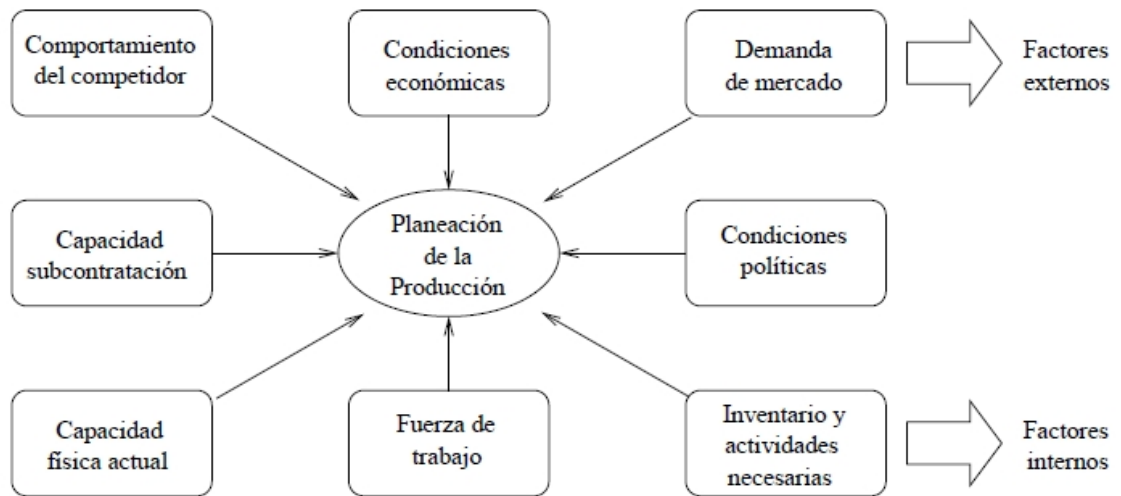 Comportamiento
del competidor
Condiciones
económicas
Demanda
de mercado
Factores
externos
Capacidad
subcontratación
Planeación
de la
Producción
Condiciones
políticas
Capacidad
física actual
Fuerza de
trabajo
Inventario y
actividades
necesarias
Factores
internos